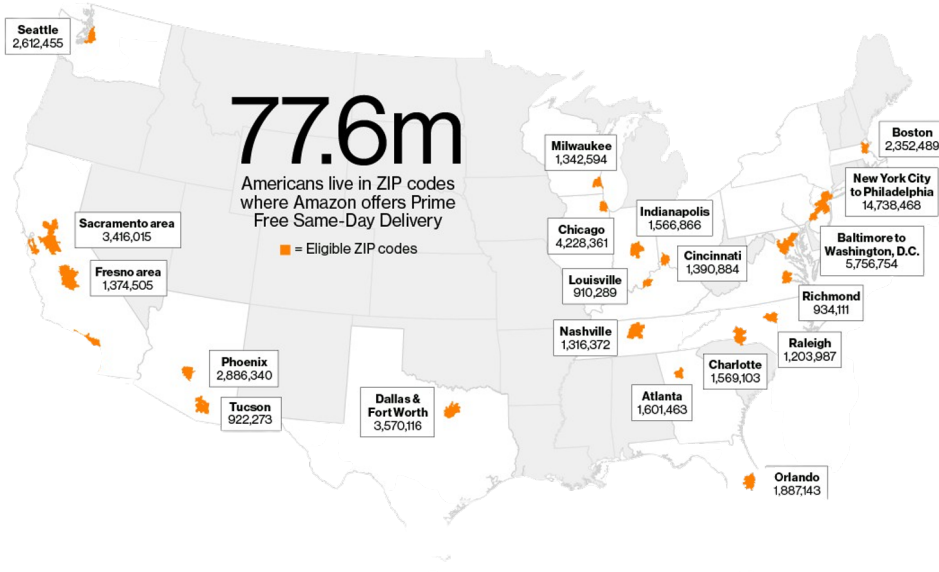 Seattle
2,612,455
77.6m
Americans live in ZIP codes
where Amazon offers Prime
Free Same-Day Delivery
= Eligible ZIP codes
Milwaukee
1,342,594
Boston
2,352,489
New York City
to Philadelphia
14,738,468
Sacramento area
3,416,015
Indianapolis
1,566,866
Chicago
4,228,361
Baltimore to
Washington, D.C.
5,756,754
Cincinnati
1,390,884
Fresno area
1,374,505
Louisville
910,289
Richmond
934,111
Nashville
1,316,372
Raleigh
1,203,987
Phoenix
2,886,340
Charlotte
1,569,103
Tucson
922,273
Dallas &
Fort Worth
3,570,116
Atlanta
1,601,463
Orlando
1,887,143